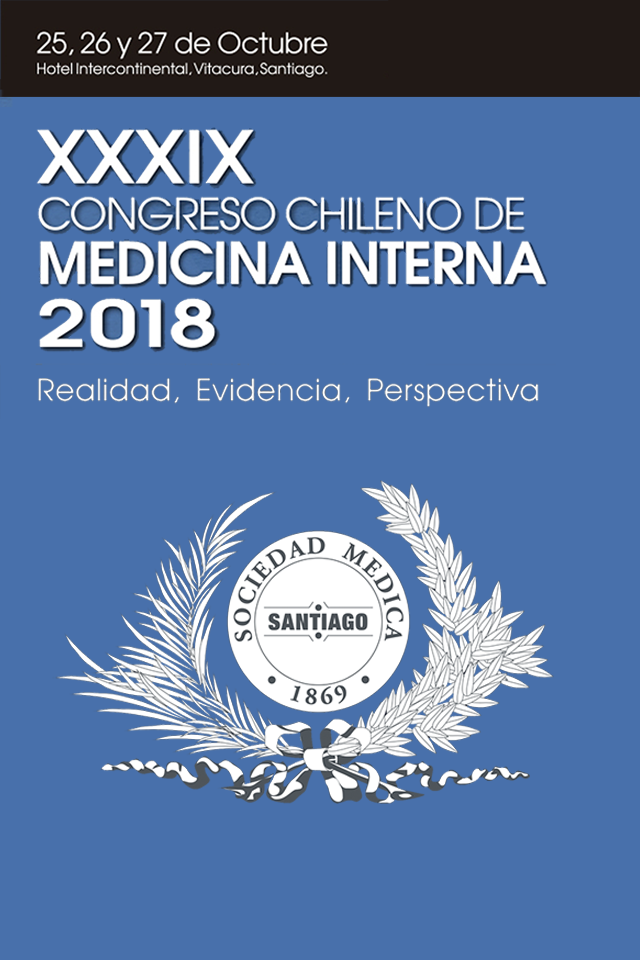 25, 26 y 27 de Octubre
Hotel Intercontinental, Vitacura, Santiago.
XXXIX
CONGRESO CHILENO DE
MEDICINA INTERNA
2018
Realidad, Evidencia, Perspectiva
SOCIEDAD MEDICA
SANTIAGO
• 1869 •